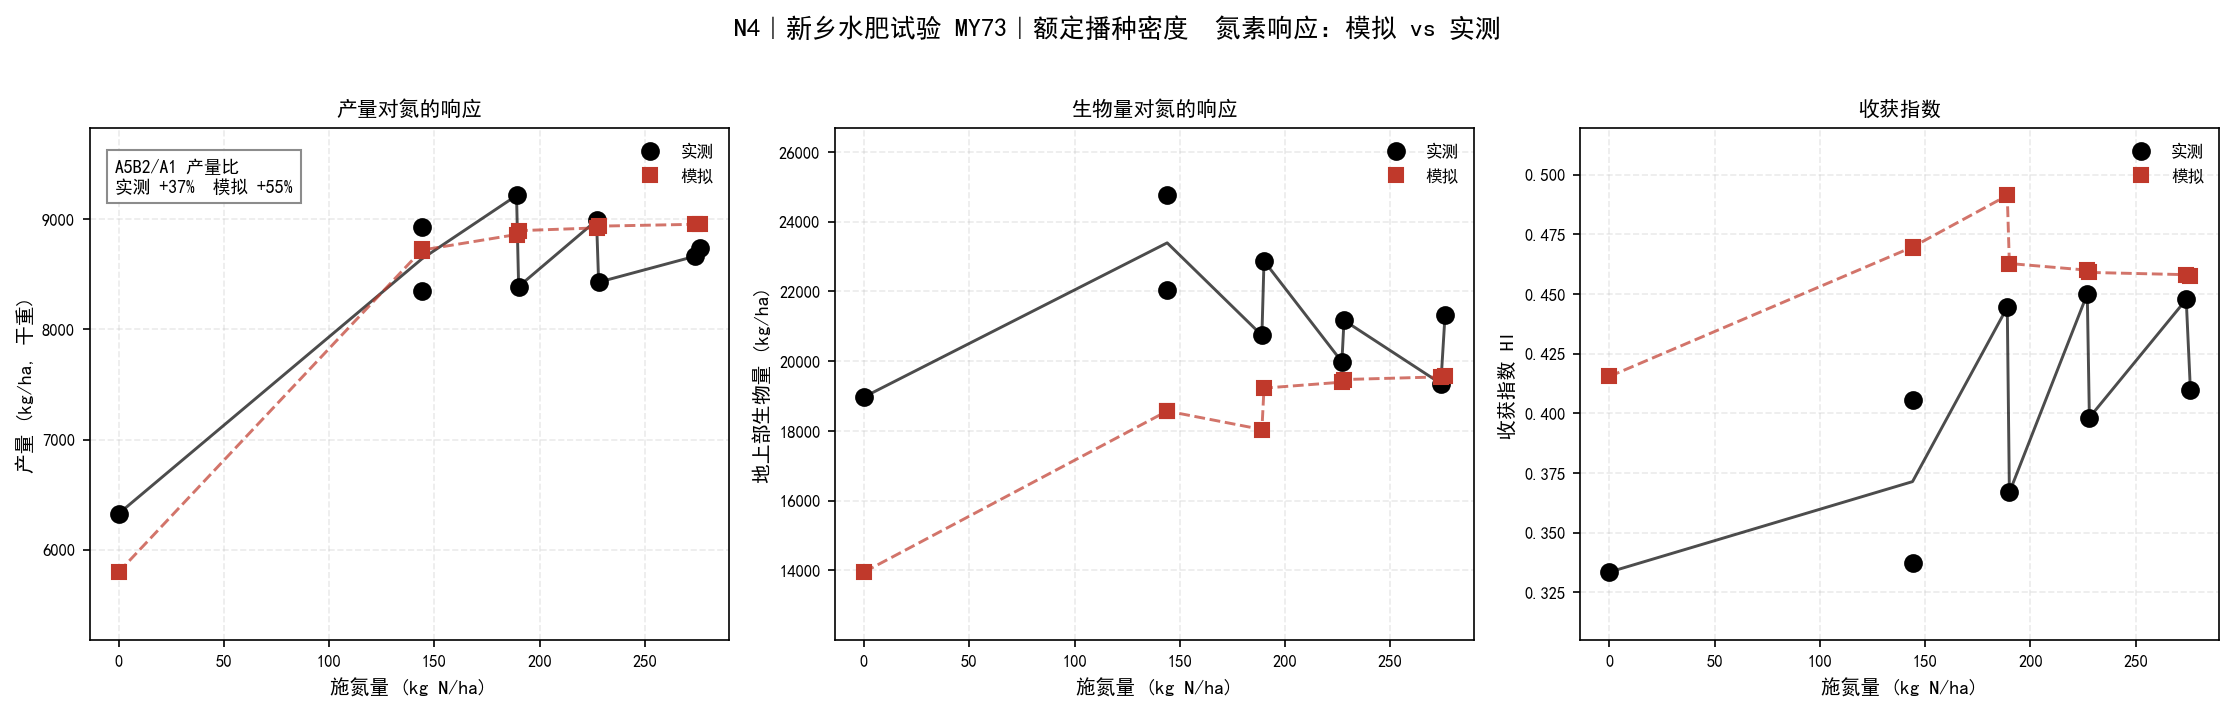 N4｜新乡水肥试验 MY73｜额定播种密度  氮素响应: 模拟 vs 实测
产量对氮的响应
A5B2/A1 产量比
实测 +37%  模拟 +55%
实测
模拟
9000
8000
7000
6000
产量 (kg/ha, 干重)
0 50 100 150 200 250
施氮量 (kg N/ha)
生物量对氮的响应
实测
模拟
26000
24000
22000
20000
18000
16000
14000
地上部生物量 (kg/ha)
0 50 100 150 200 250
施氮量 (kg N/ha)
收获指数
实测
模拟
0.500
0.475
0.450
0.425
0.400
0.375
0.350
0.325
收获指数 HI
0 50 100 150 200 250
施氮量 (kg N/ha)